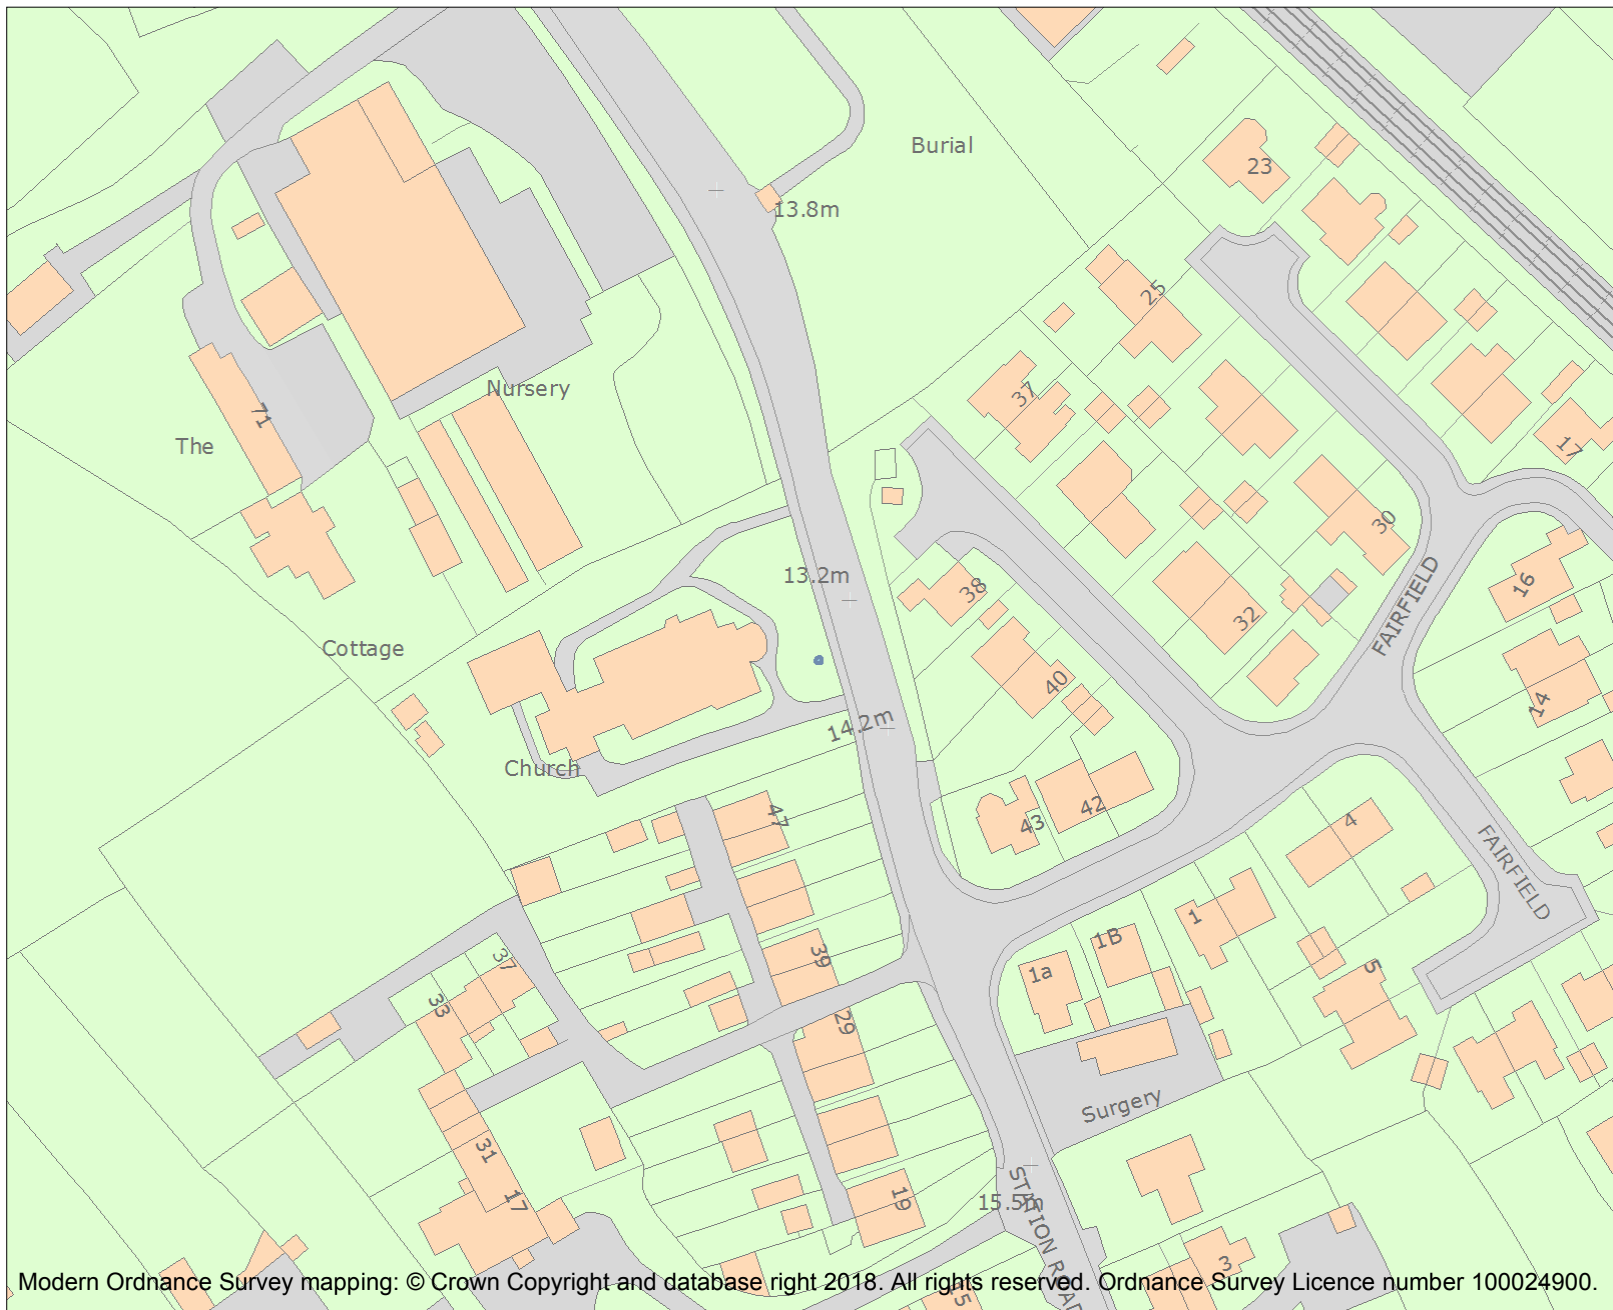 Burial
23
13.8m
25
Nursery
37
71
The
17
30
38
13.2m
FAIRFIELD
16
32
Cottage
40
14
14.2m
Church
47
42
43
4
FAIRFIELD
1
1B
39
37
5
1a
33
29
Surgery
31
17
19
15.5m
STATION ROAD
3
15
Modern Ordnance Survey mapping: © Crown Copyright and database right 2018. All rights reserved. Ordnance Survey Licence number 100024900.